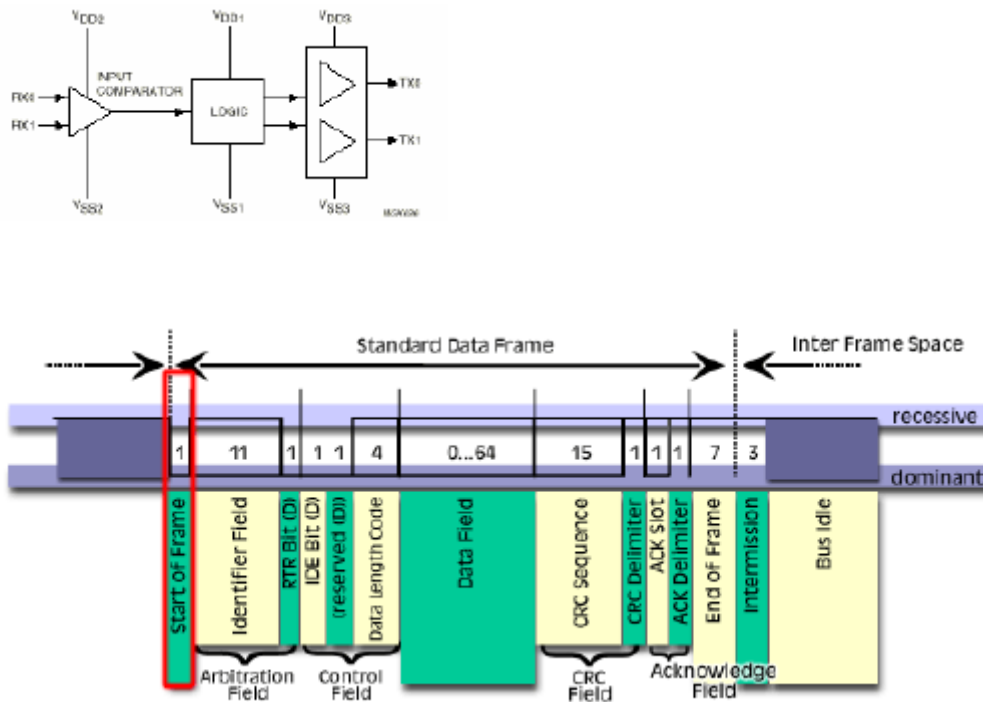 VDD2
VDD1
VDD3
INPUT
COMPARATOR
RX0
TX0
LOGIC
RX1
TX1
VSS2
VSS1
VSS3
Standard Data Frame
Inter Frame Space
recessive
1 11 1 1 1 4 0...64 15 1 1 1 7 3
dominant
Start of Frame
Identifier Field
RTR Bit (D)
IDE Bit (D)
(reserved (D))
Data Length Code
Data Field
CRC Sequence
CRC Delimiter
ACK Slot
ACK Delimiter
End of Frame
Intermission
Bus Idle
Arbitration
Field
Control
Field
CRC
Field
Acknowledge
Field